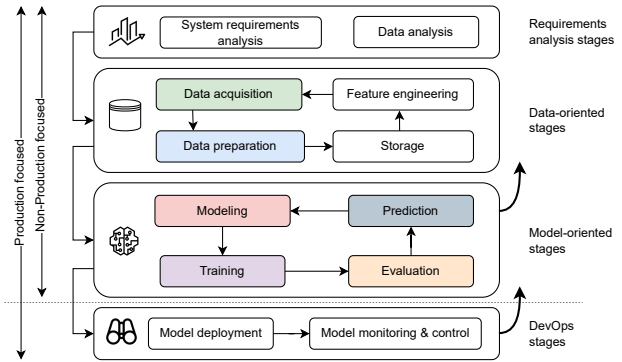 System requirements
analysis
Data analysis
Requirements
analysis stages
Data acquisition
Feature engineering
Data preparation
Storage
Data-oriented
stages
Production focused
Non-Production focused
Modeling
Prediction
Training
Evaluation
Model-oriented
stages
Model deployment
Model monitoring & control
DevOps
stages